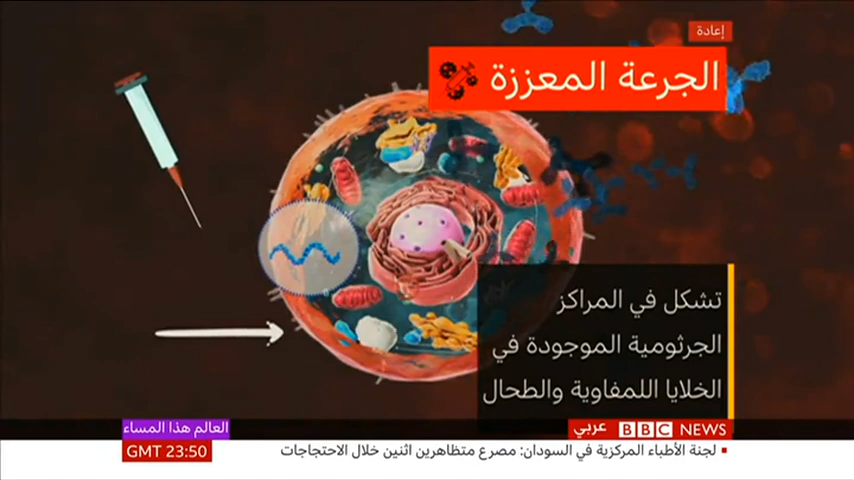 إعادة
الجرعة المعززة
تشكل في المراكز
الجرثومية الموجودة في
الخلايا اللمفاوية والطحال
العالم هذا المساء
عربي BBC NEWS
GMT 23:50
لجنة الأطباء المركزية في السودان: مصرع متظاهرين اثنين خلال الاحتجاجات